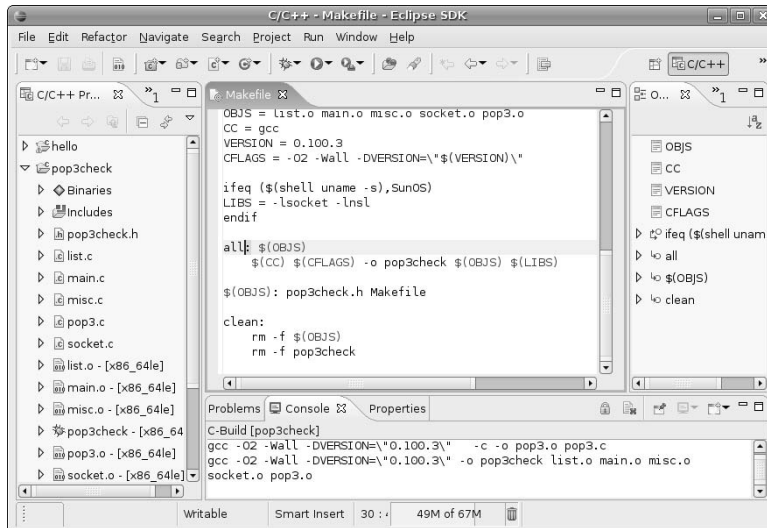 C/C++ - Makefile - Eclipse SDK
File Edit Refactor Navigate Search Project Run Window Help
C/C++
»
C/C++ Pr...
»1
hello
pop3check
Binaries
Includes
pop3check.h
list.c
main.c
misc.c
pop3.c
socket.c
list.o - [x86_64le]
main.o - [x86_64le]
misc.o - [x86_64le]
pop3check - [x86_64
pop3.o - [x86_64le]
socket.o - [x86_64le]
Makefile
OBJS = list.o main.o misc.o socket.o pop3.o
CC = gcc
VERSION = 0.100.3
CFLAGS = -O2 -Wall -DVERSION=\"$(VERSION)\"
ifeq ($(shell uname -s),SunOS)
LIBS = -lsocket -lnsl
endif
all: $(OBJS)
$(CC) $(CFLAGS) -o pop3check $(OBJS) $(LIBS)
$(OBJS): pop3check.h Makefile
clean:
rm -f $(OBJS)
rm -f pop3check
O...
»1
OBJS
CC
VERSION
CFLAGS
ifeq ($(shell unam
all
$(OBJS)
clean
Problems Console Properties
C-Build [pop3check]
gcc -O2 -Wall -DVERSION=\"0.100.3\" -c -o pop3.o pop3.c
gcc -O2 -Wall -DVERSION=\"0.100.3\" -o pop3check list.o main.o misc.o
socket.o pop3.o
Writable Smart Insert 30 : 49M of 67M